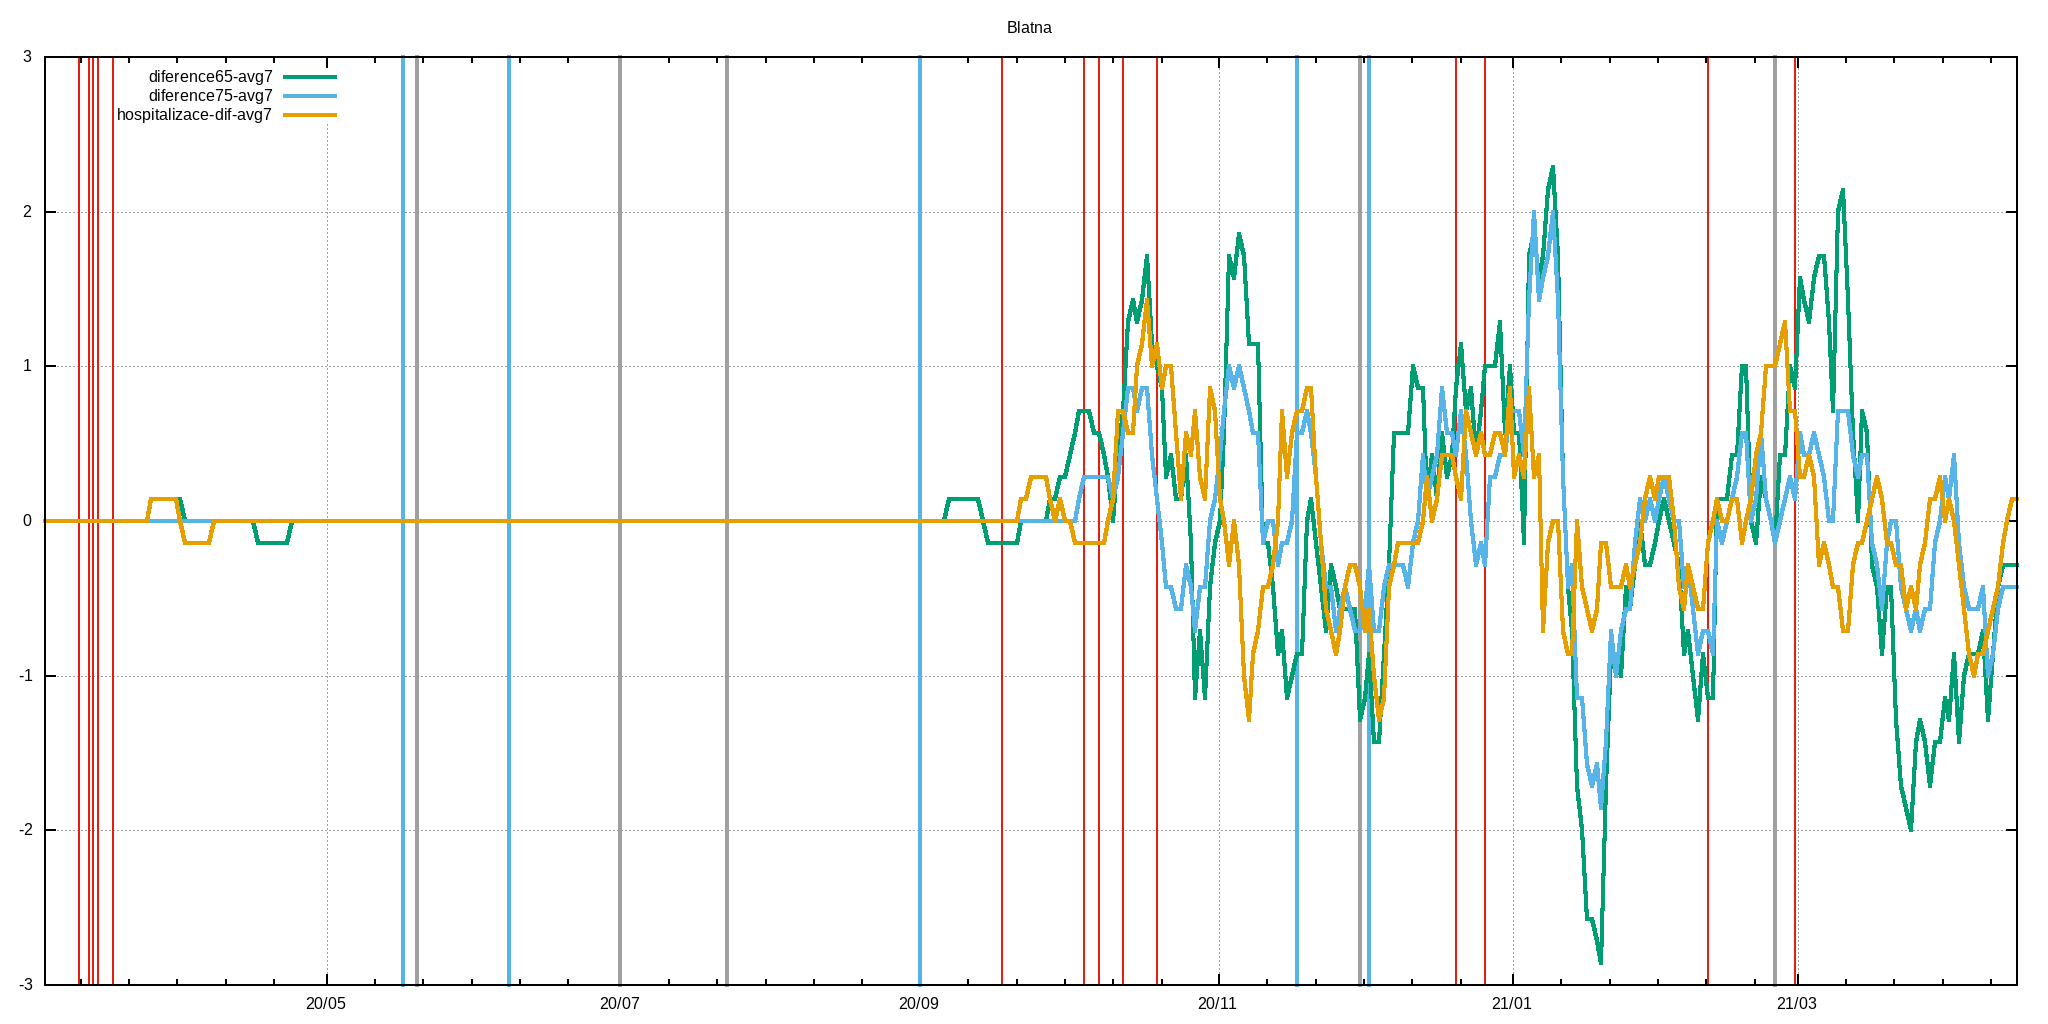 Blatna
3
diference65-avg7
diference75-avg7
hospitalizace-dif-avg7
2
1
0
-1
-2
-3
20/05 20/07 20/09 20/11 21/01 21/03